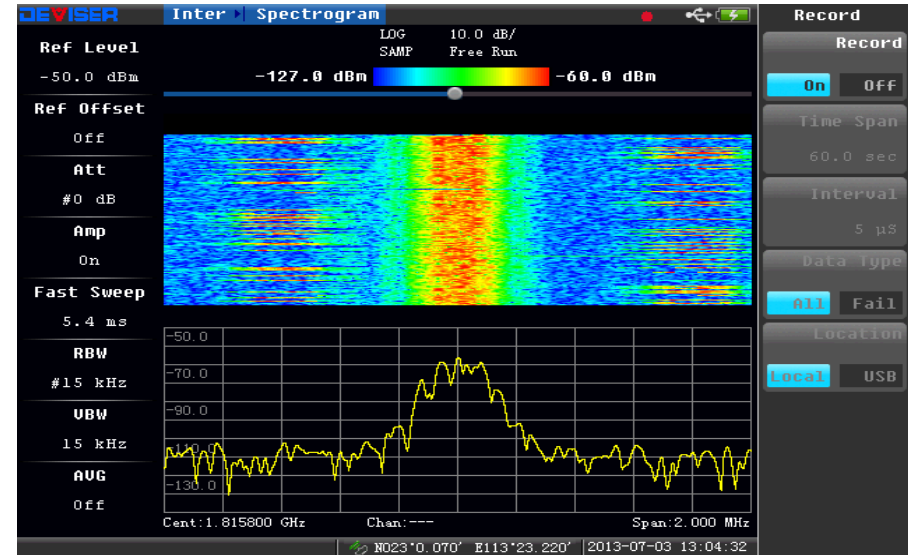 DEVISER Inter Spectrogram
Record
Ref Level
-50.0 dBm
Ref Offset
Off
Att
#0 dB
Amp
On
Fast Sweep
5.4 ms
RBW
#15 kHz
VBW
15 kHz
AVG
Off
LOG 10.0 dB/
SAMP Free Run
-127.0 dBm -60.0 dBm
-50.0
-70.0
-90.0
-110.0
-130.0
Cent:1.815800 GHz Chan:--- Span:2.000 MHz
N023°0.070' E113°23.220' 2013-07-03 13:04:32
Record
On Off
Time Span
60.0 sec
Interval
5 µS
Data Type
All Fail
Location
Local USB